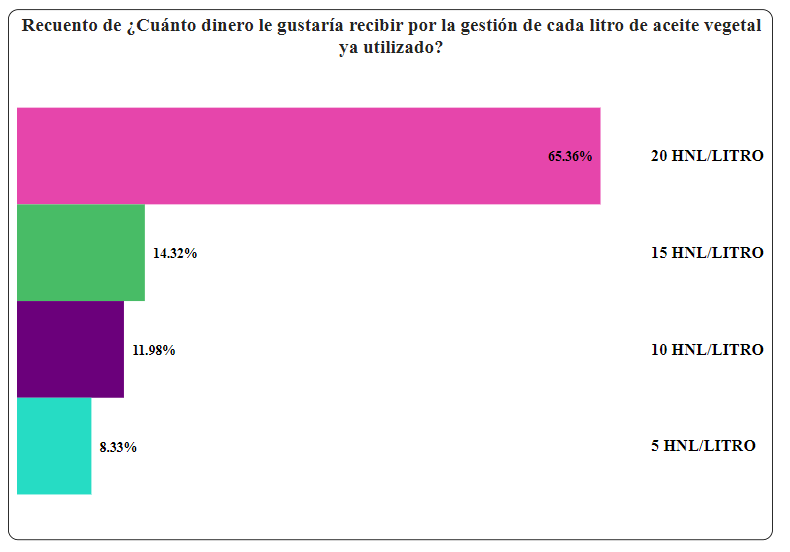 Recuento de ¿Cuánto dinero le gustaría recibir por la gestión de cada litro de aceite vegetal
ya utilizado?
65.36% 20 HNL/LITRO
14.32% 15 HNL/LITRO
11.98% 10 HNL/LITRO
8.33% 5 HNL/LITRO